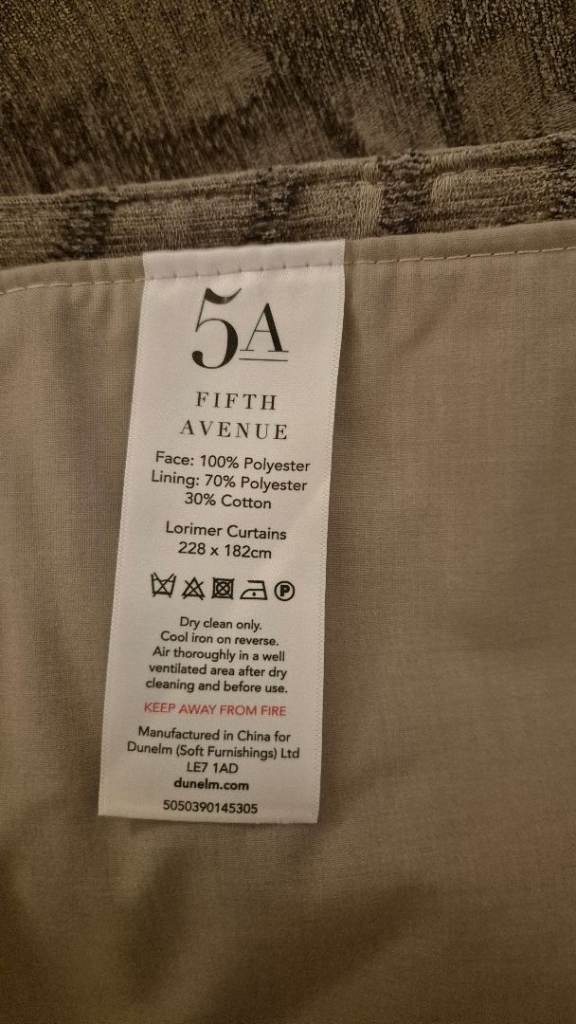 5A
FIFTH
AVENUE
Face: 100% Polyester
Lining: 70% Polyester
30% Cotton
Lorimer Curtains
228 x 182cm
P
Dry clean only.
Cool iron on reverse.
Air thoroughly in a well
ventilated area after dry
cleaning and before use.
KEEP AWAY FROM FIRE
Manufactured in China for
Dunelm (Soft Furnishings) Ltd
LE7 1AD
dunelm.com
5050390145305